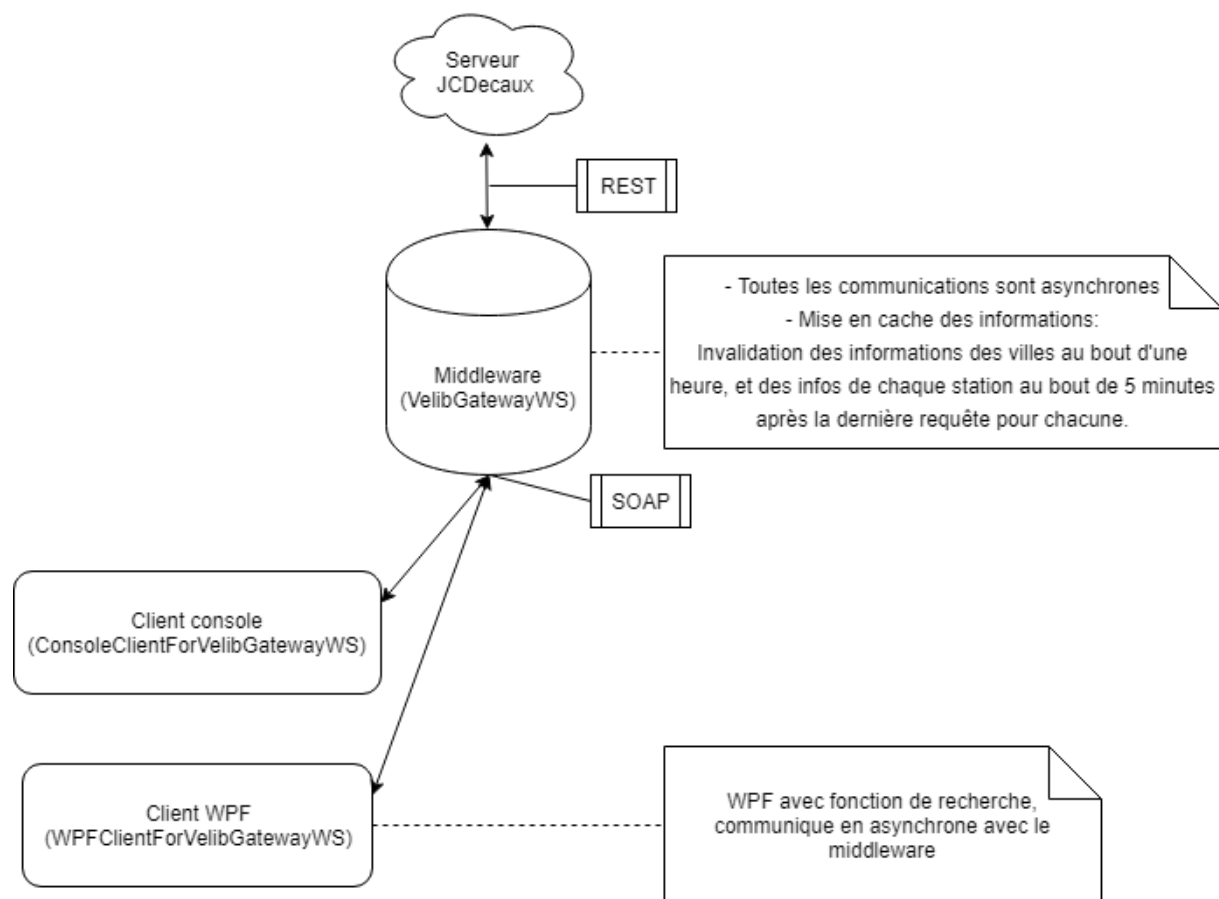 Serveur
JCDecaux
REST
- Toutes les communications sont asynchrones
- Mise en cache des informations:
Invalidation des informations des villes au bout d'une
heure, et des infos de chaque station au bout de 5 minutes
après la dernière requête pour chacune.
Middleware
(VelibGatewayWS)
SOAP
Client console
(ConsoleClientForVelibGatewayWS)
Client WPF
(WPFClientForVelibGatewayWS)
WPF avec fonction de recherche,
communique en asynchrone avec le
middleware